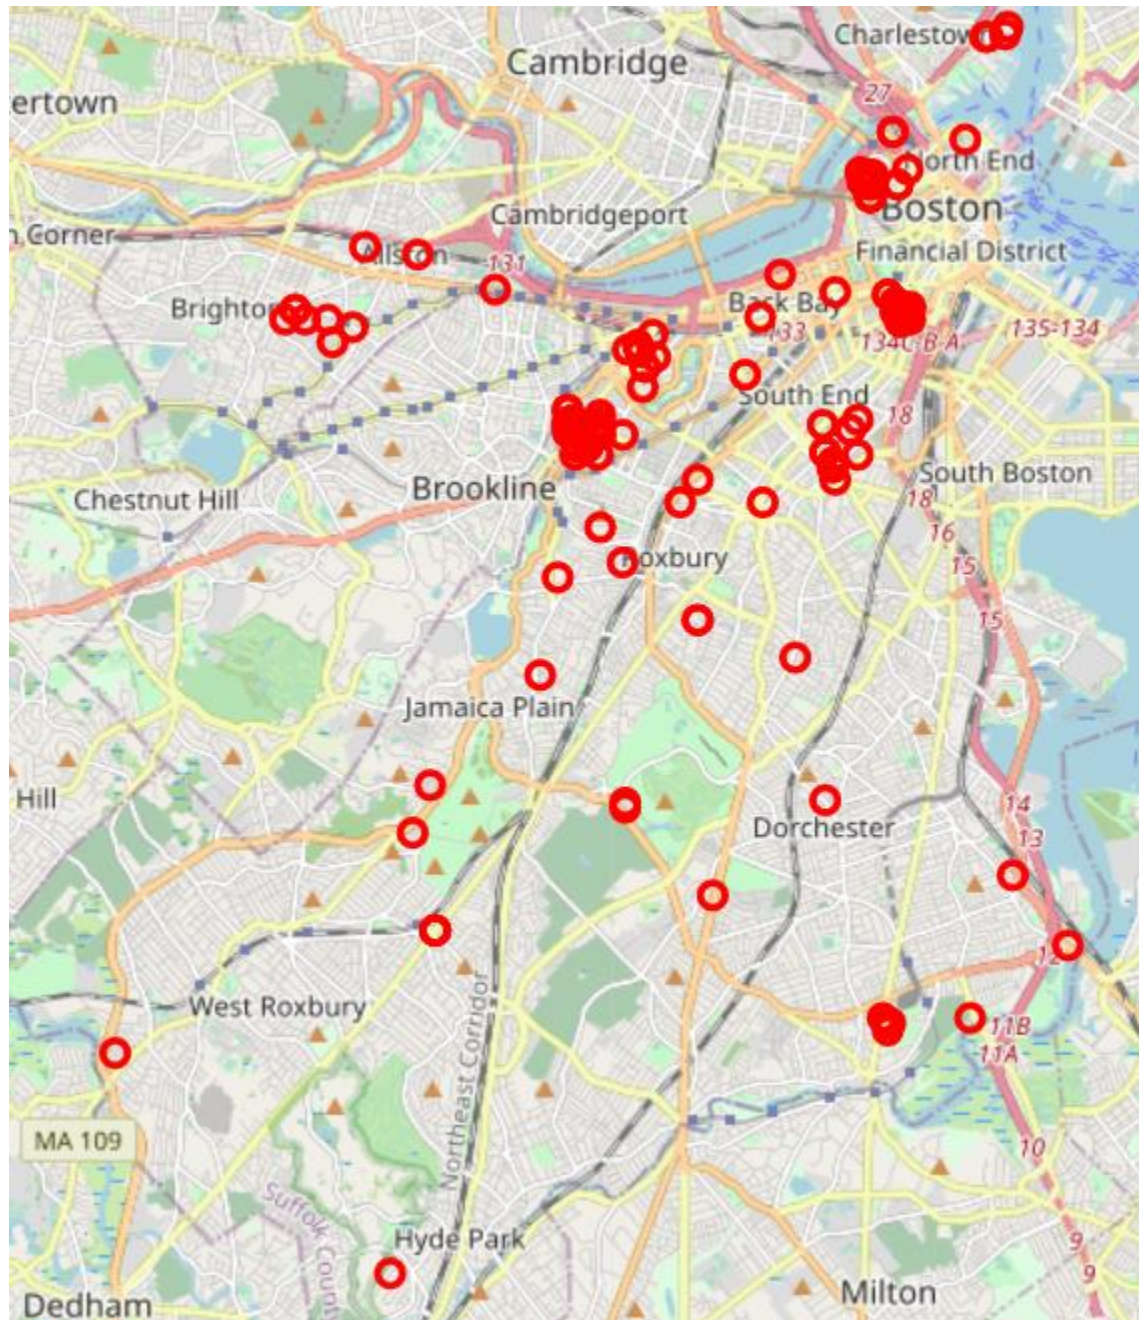 Charlestown
Cambridge
27
ertown
North End
Boston
Cambridgeport
n Corner
Allston
Financial District
131
Back Bay
Brighton
133
135-134
134C-B-A
South End
18
South Boston
Brookline
Chestnut Hill
18
16
Roxbury
15
15
Jamaica Plain
Hill
14
Dorchester
13
12
West Roxbury
11B
11A
Northeast Corridor
MA 109
10
Suffolk Count
Hyde Park
9
9
Milton
Dedham